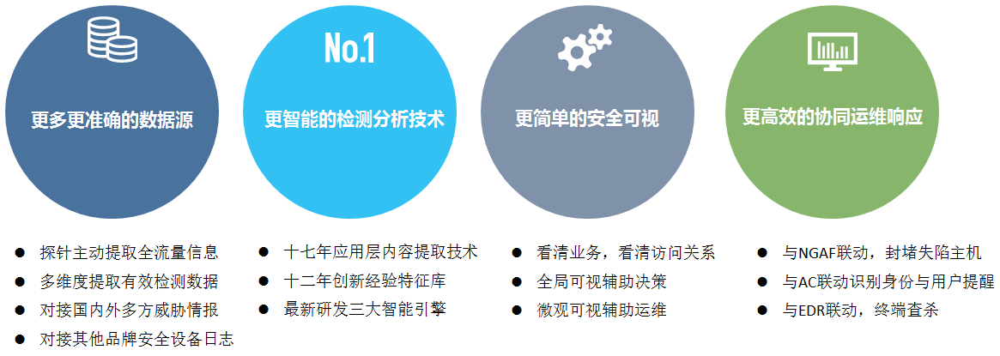 No.1
更多更准确的数据源
更智能的检测分析技术
更简单的安全可视
更高效的协同运维响应
● 探针主动提取全流量信息
● 多维度提取有效检测数据
● 对接国内外多方威胁情报
● 对接其他品牌安全设备日志
● 十七年应用层内容提取技术
● 十二年创新经验特征库
● 最新研发三大智能引擎
● 看清业务，看清访问关系
● 全局可视辅助决策
● 微观可视辅助运维
● 与NGAF联动，封堵失陷主机
● 与AC联动识别身份与用户提醒
● 与EDR联动，终端查杀